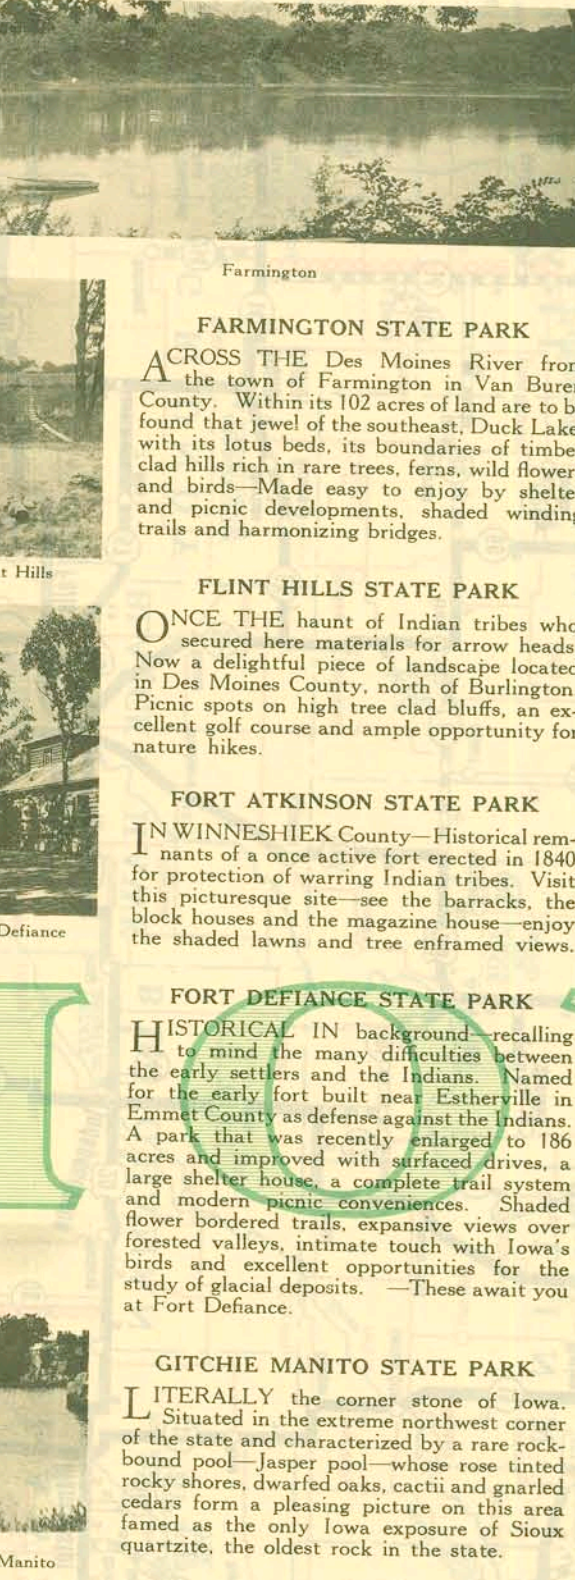 Farmington
FARMINGTON STATE PARK
ACROSS THE Des Moines River from
the town of Farmington in Van Buren
County. Within its 102 acres of land are to be
found that jewel of the southeast, Duck Lake
with its lotus beds, its boundaries of timber
clad hills rich in rare trees, ferns, wild flowers
and birds—Made easy to enjoy by shelter
and picnic developments, shaded winding
trails and harmonizing bridges.
t Hills
FLINT HILLS STATE PARK
ONCE THE haunt of Indian tribes who
secured here materials for arrow heads.
Now a delightful piece of landscape located
in Des Moines County, north of Burlington.
Picnic spots on high tree clad bluffs, an ex-
cellent golf course and ample opportunity for
nature hikes.
FORT ATKINSON STATE PARK
IN WINNESHIEK County—Historical rem-
nants of a once active fort erected in 1840
for protection of warring Indian tribes. Visit
this picturesque site—see the barracks, the
block houses and the magazine house—enjoy
the shaded lawns and tree enframed views.
Defiance
FORT DEFIANCE STATE PARK
HISTORICAL IN background—recalling
to mind the many difficulties between
the early settlers and the Indians. Named
for the early fort built near Estherville in
Emmet County as defense against the Indians.
A park that was recently enlarged to 186
acres and improved with surfaced drives, a
large shelter house, a complete trail system
and modern picnic conveniences. Shaded
flower bordered trails, expansive views over
forested valleys, intimate touch with Iowa's
birds and excellent opportunities for the
study of glacial deposits. —These await you
at Fort Defiance.
IO
GITCHIE MANITO STATE PARK
LITERALLY the corner stone of Iowa.
Situated in the extreme northwest corner
of the state and characterized by a rare rock-
bound pool—Jasper pool—whose rose tinted
rocky shores, dwarfed oaks, cactii and gnarled
cedars form a pleasing picture on this area
famed as the only Iowa exposure of Sioux
quartzite, the oldest rock in the state.
Manito